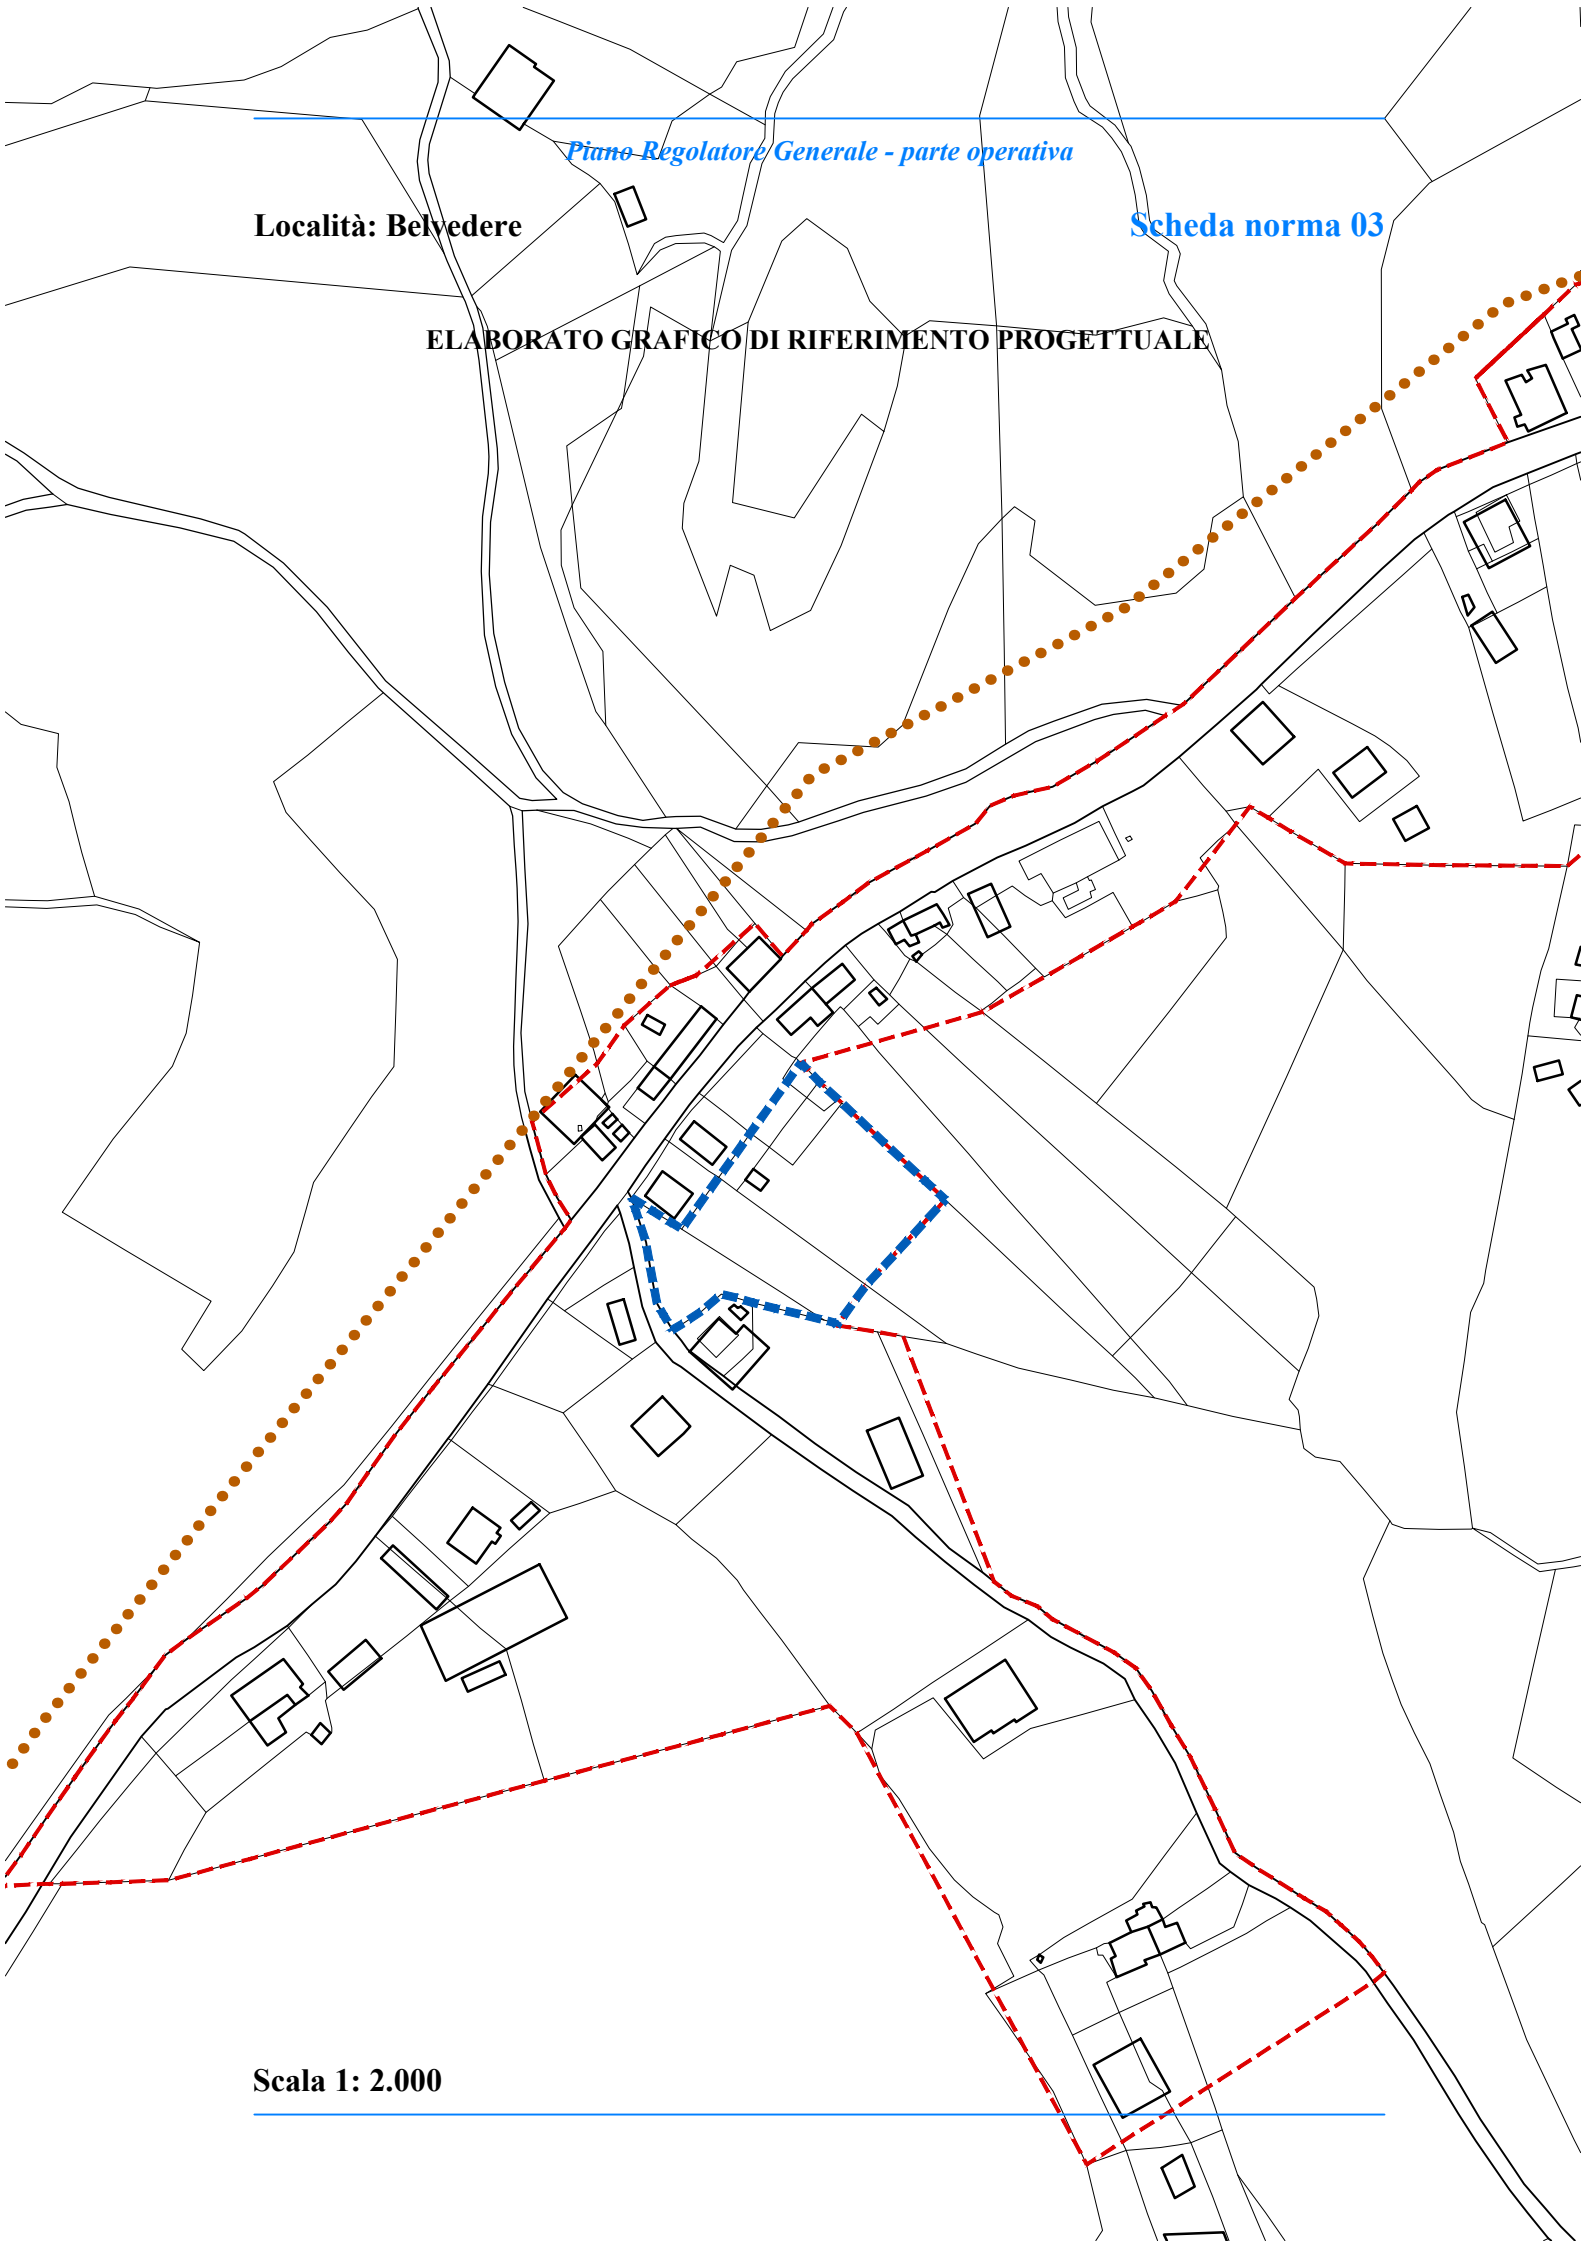 Piano Regolatore Generale - parte operativa
Località: Belvedere
Scheda norma 03
ELABORATO GRAFICO DI RIFERIMENTO PROGETTUALE
Scala 1: 2.000